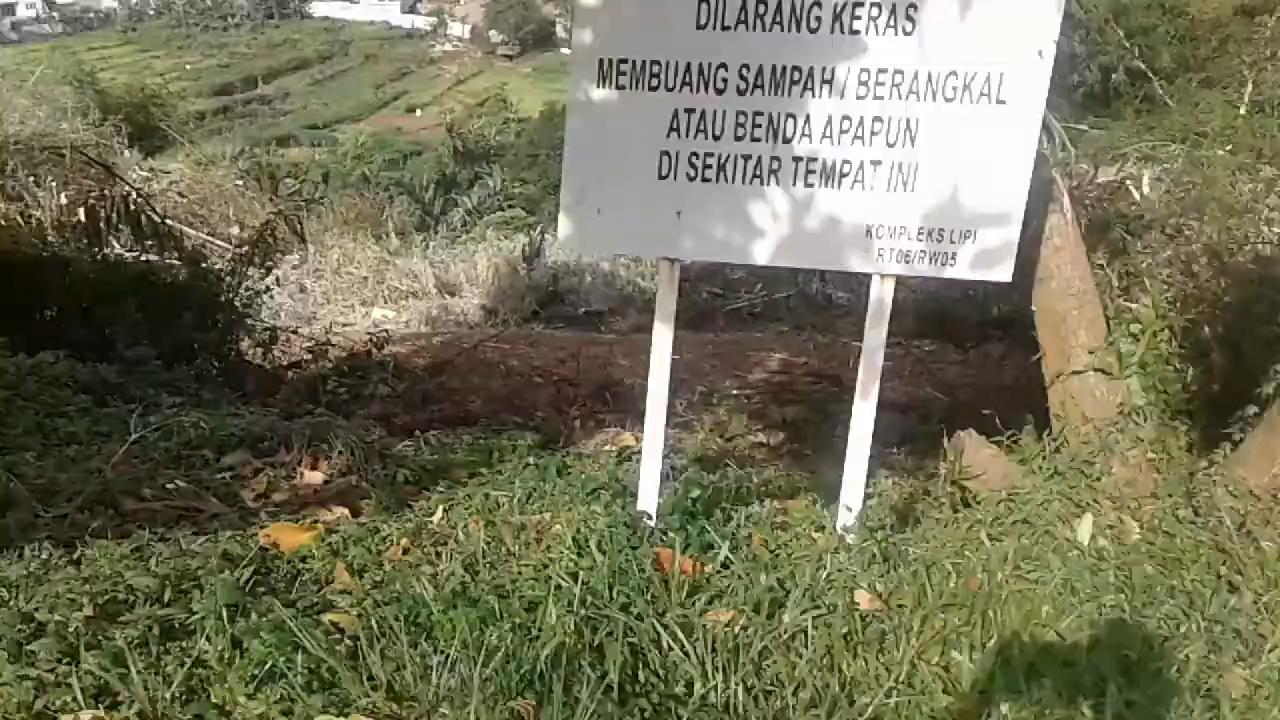 DILARANG KERAS
MEMBUANG SAMPAH / BERANGKAL
ATAU BENDA APAPUN
DI SEKITAR TEMPAT INI
KOMPLEKS LIPI
RT06/RW05